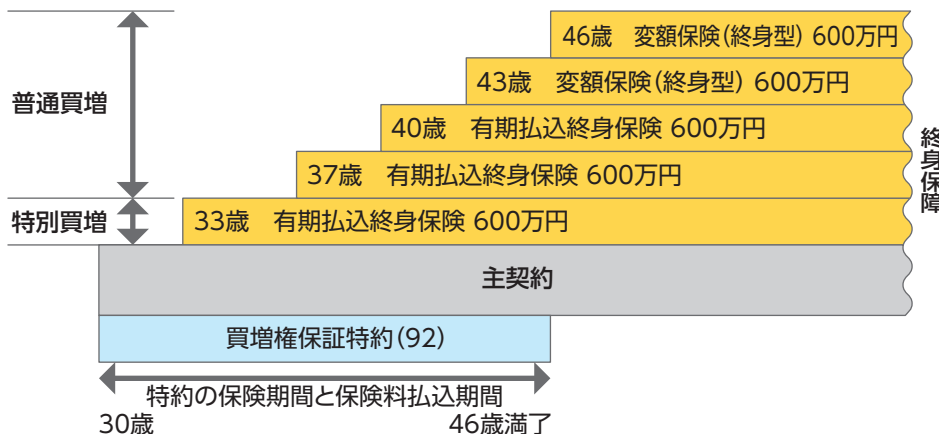 46歳 変額保険(終身型) 600万円
43歳 変額保険(終身型) 600万円
普通買増
40歳 有期払込終身保険 600万円
37歳 有期払込終身保険 600万円
終身保障
特別買増
33歳 有期払込終身保険 600万円
主契約
買増権保証特約(92)
特約の保険期間と保険料払込期間
30歳
46歳満了